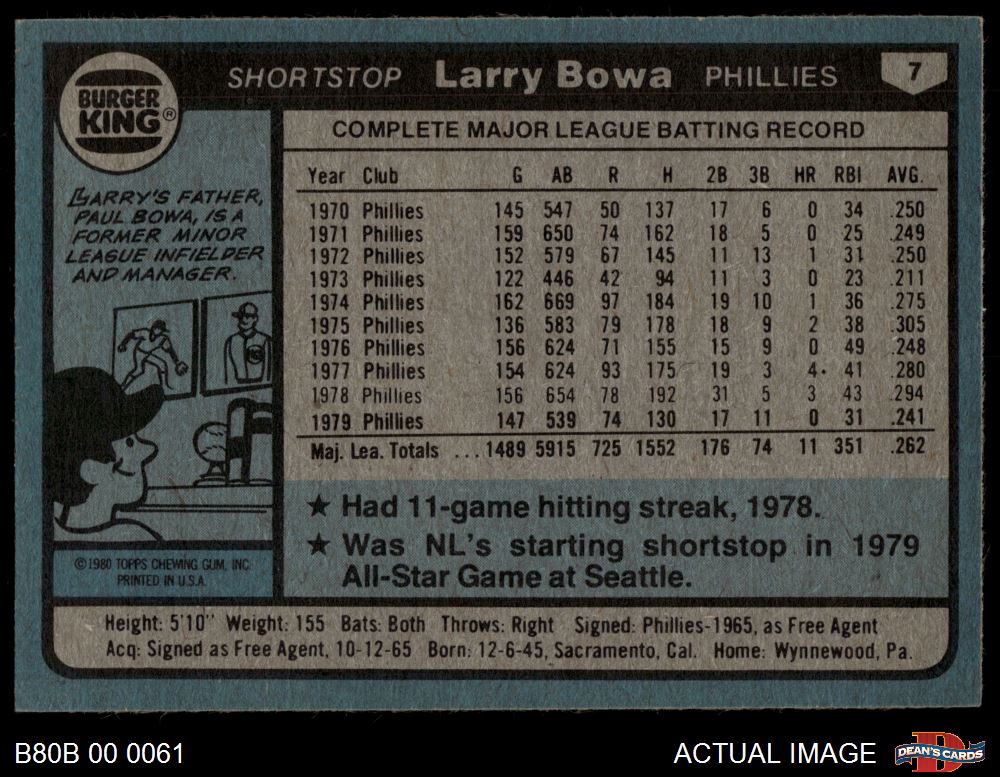 BURGER
KING®
SHORTSTOP Larry Bowa PHILLIES 7
LARRY'S FATHER,
PAUL BOWA, IS A
FORMER MINOR
LEAGUE INFIELDER
AND MANAGER.
©1980 TOPPS CHEWING GUM, INC.
PRINTED IN U.S.A.
COMPLETE MAJOR LEAGUE BATTING RECORD
Year Club G AB R H 2B 3B HR RBI AVG.
1970 Phillies 145 547 50 137 17 6 0 34 .250
1971 Phillies 159 650 74 162 18 5 0 25 .249
1972 Phillies 152 579 67 145 11 13 1 31 .250
1973 Phillies 122 446 42 94 11 3 0 23 .211
1974 Phillies 162 669 97 184 19 10 1 36 .275
1975 Phillies 136 583 79 178 18 9 2 38 .305
1976 Phillies 156 624 71 155 15 9 0 49 .248
1977 Phillies 154 624 93 175 19 3 4 41 .280
1978 Phillies 156 654 78 192 31 5 3 43 .294
1979 Phillies 147 539 74 130 17 11 0 31 .241
Maj. Lea. Totals ... 1489 5915 725 1552 176 74 11 351 .262
★ Had 11-game hitting streak, 1978.
★ Was NL's starting shortstop in 1979
All-Star Game at Seattle.
Height: 5'10" Weight: 155 Bats: Both Throws: Right Signed: Phillies-1965, as Free Agent
Acq: Signed as Free Agent, 10-12-65 Born: 12-6-45, Sacramento, Cal. Home: Wynnewood, Pa.
B80B 00 0061 ACTUAL IMAGE DEAN'S CARDS